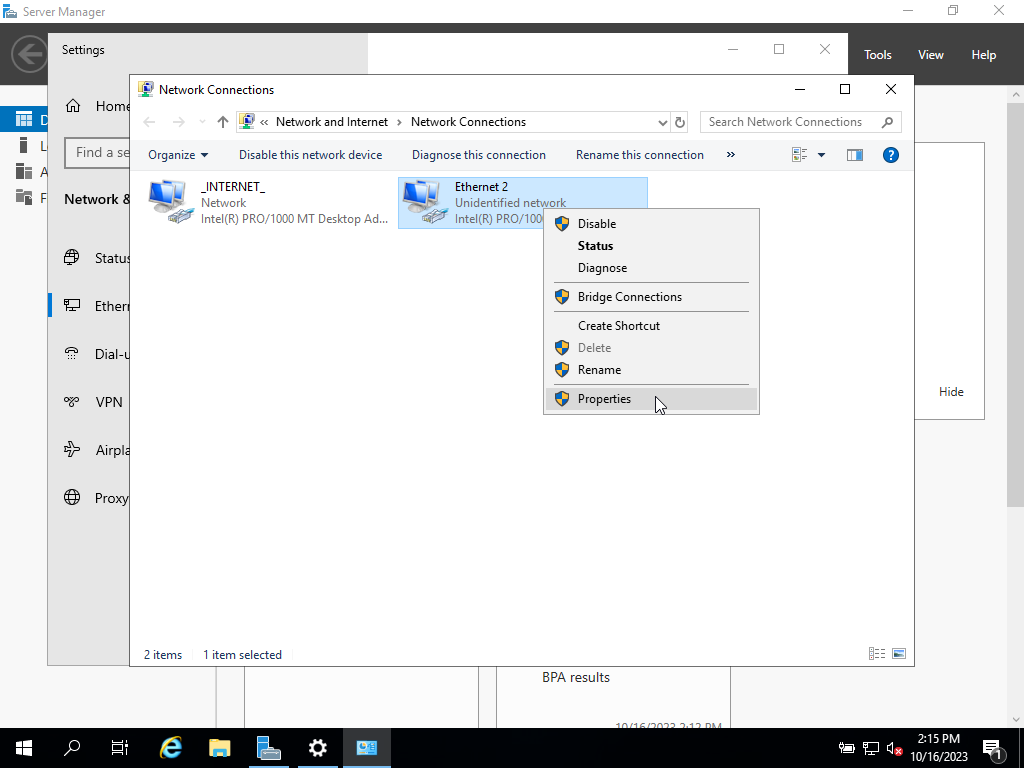 Server Manager
Settings
Tools View Help
Network Connections
Home
« Network and Internet › Network Connections
Search Network Connections
Find a se
Organize Disable this network device Diagnose this connection Rename this connection »
D
L
A
F
_INTERNET_
Network
Intel(R) PRO/1000 MT Desktop Ad...
Ethernet 2
Unidentified network
Intel(R) PRO/100
Network &
Status
Ethern
Dial-u
VPN
Airpla
Proxy
Disable
Status
Diagnose
Bridge Connections
Create Shortcut
Delete
Rename
Properties
Hide
2 items 1 item selected
BPA results
10/16/2023 2:12 PM
2:15 PM
10/16/2023
1